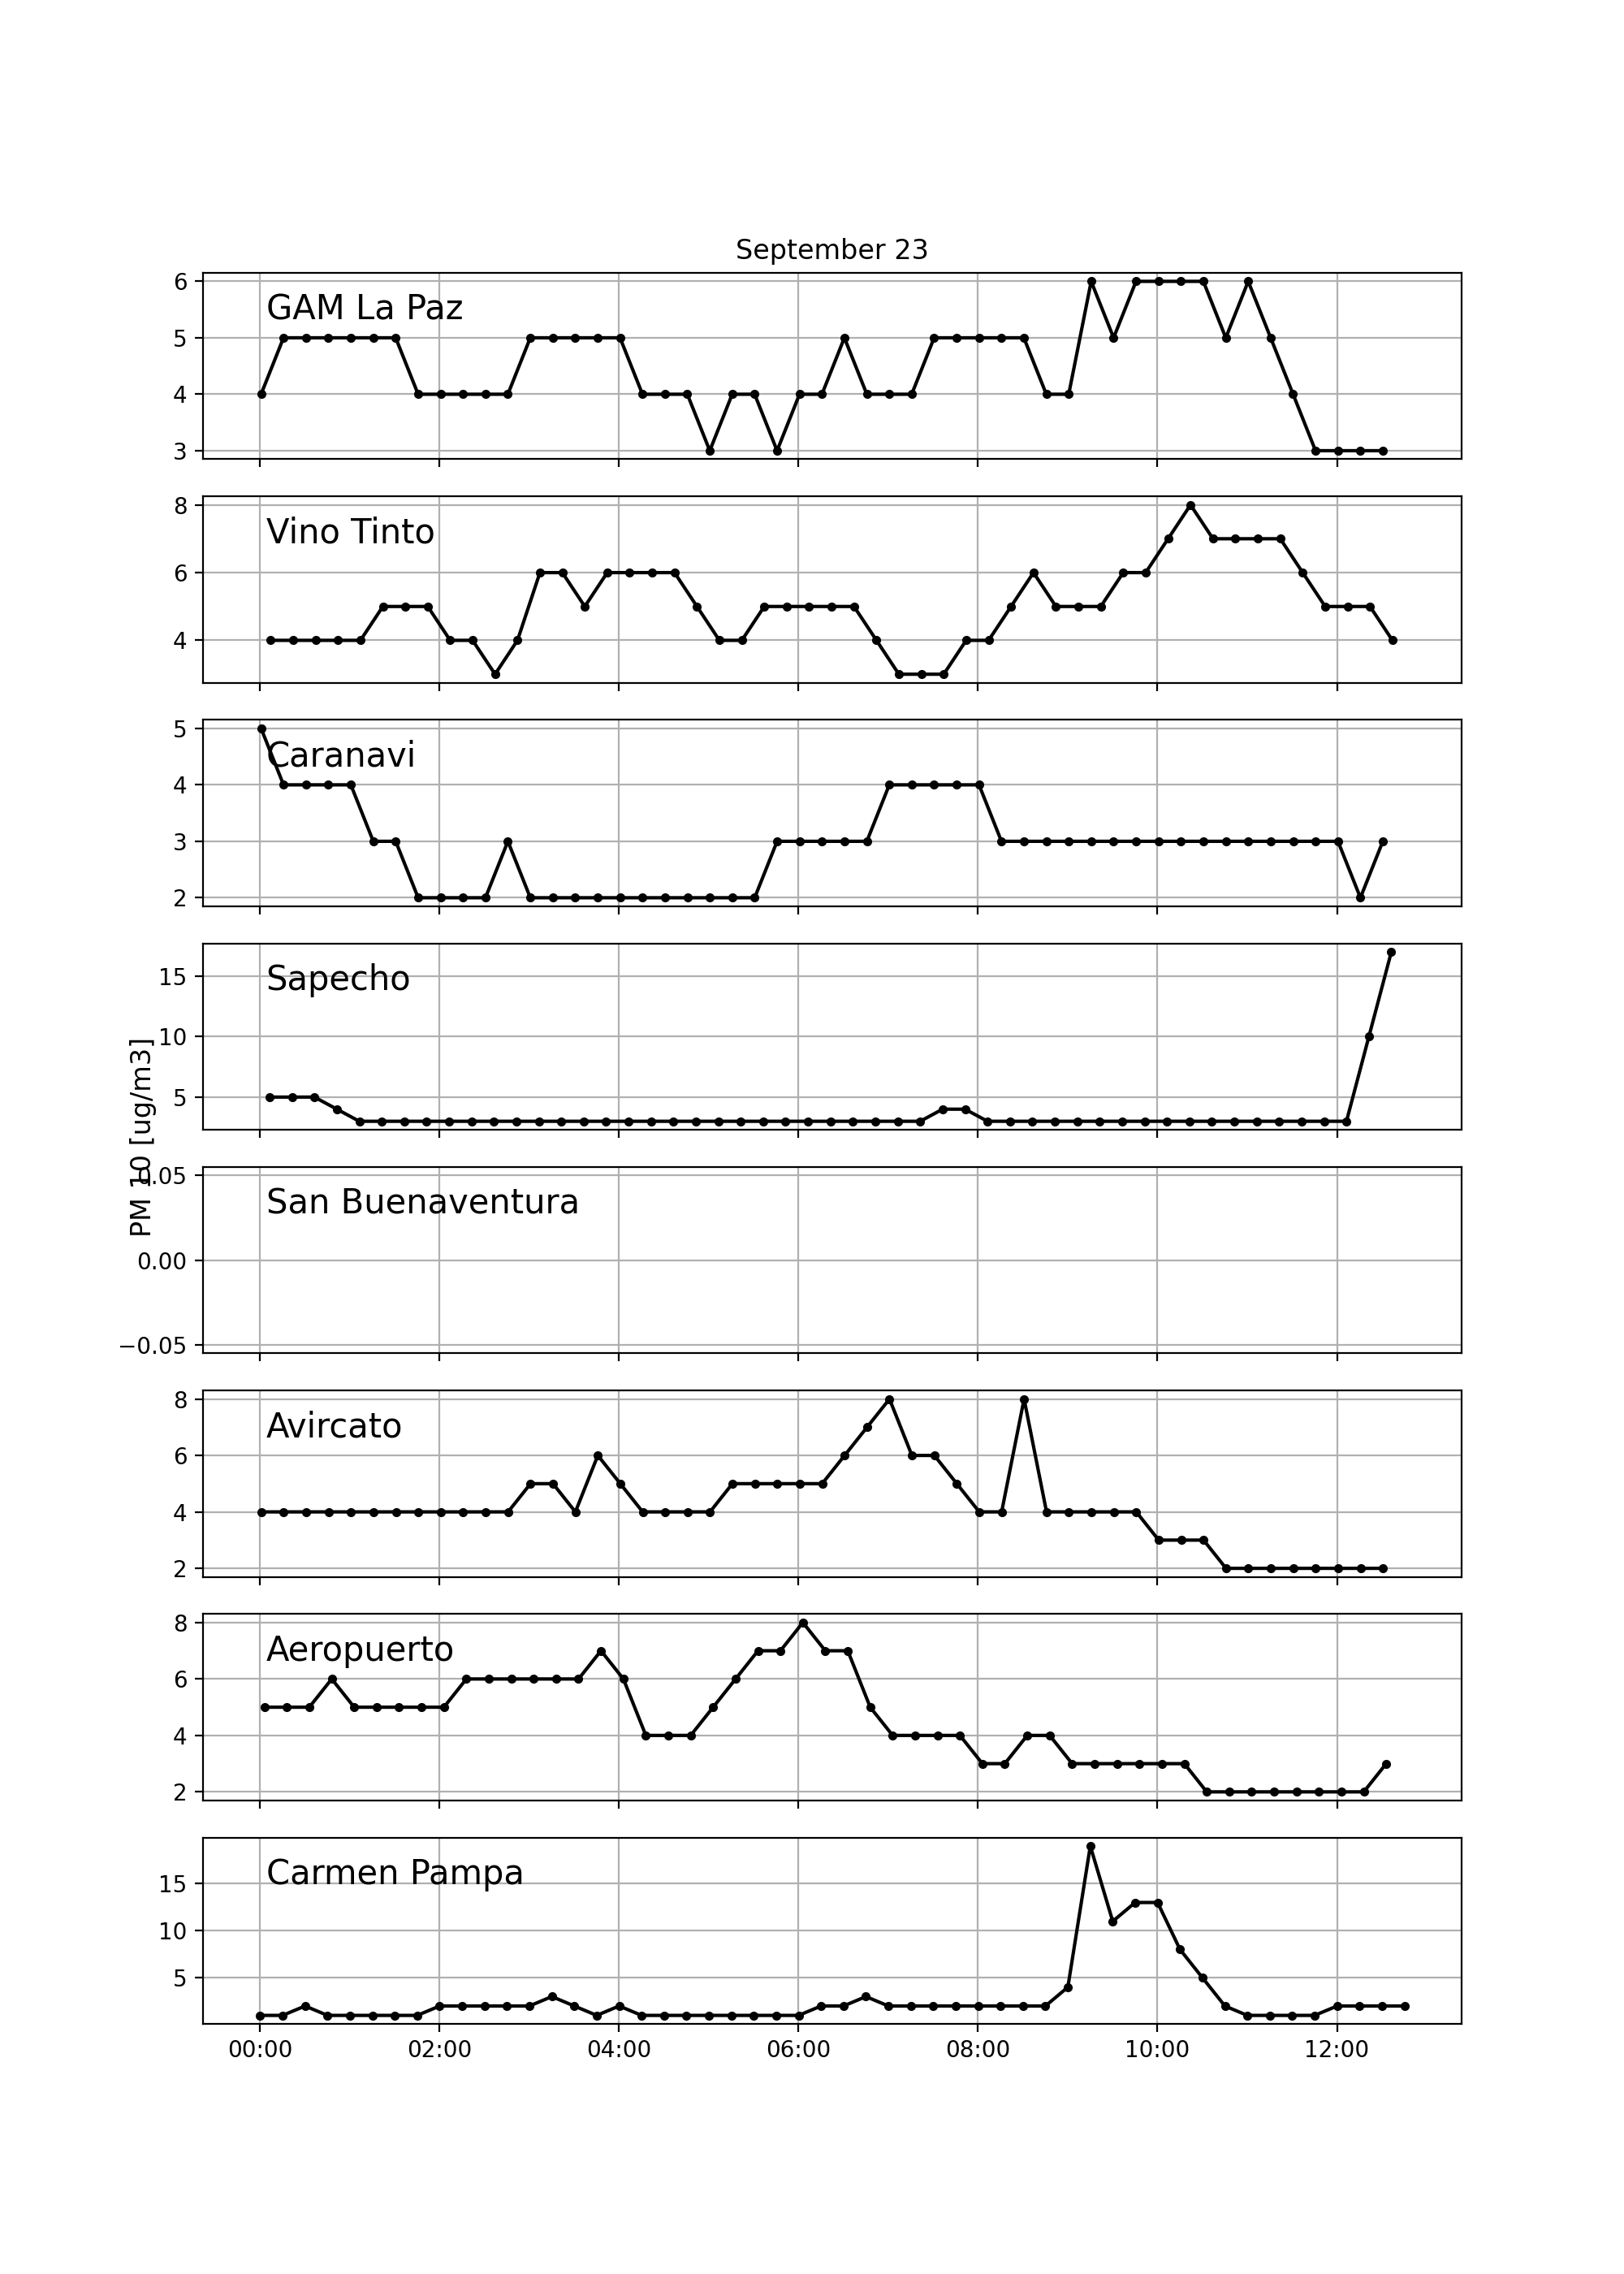 September 23
GAM La Paz
6
5
4
3
Vino Tinto
8
6
4
Caranavi
5
4
3
2
Sapecho
15
10
5
PM 10 [ug/m3]
San Buenaventura
0.05
0.00
−0.05
Avircato
8
6
4
2
Aeropuerto
8
6
4
2
Carmen Pampa
15
10
5
00:00 02:00 04:00 06:00 08:00 10:00 12:00